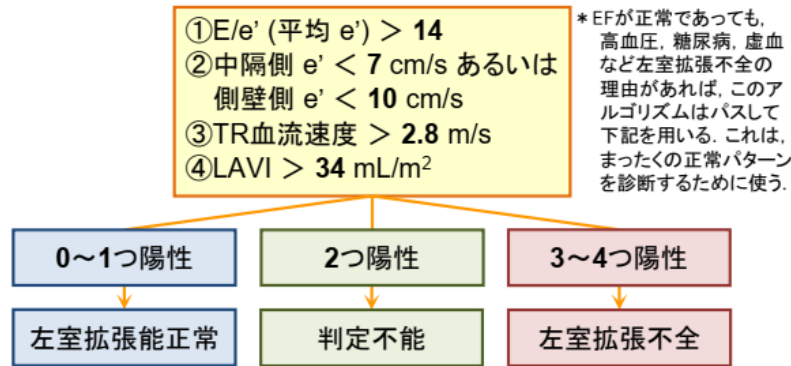 ①E/e’ (平均 e’) ＞ 14
②中隔側 e’ ＜ 7 cm/s あるいは
側壁側 e’ ＜ 10 cm/s
③TR血流速度 ＞ 2.8 m/s
④LAVI ＞ 34 mL/m²
＊EFが正常であっても,
高血圧, 糖尿病, 虚血
など左室拡張不全の
理由があれば, このア
ルゴリズムはパスして
下記を用いる. これは,
まったくの正常パターン
を診断するために使う.
0～1つ陽性
2つ陽性
3～4つ陽性
左室拡張能正常
判定不能
左室拡張不全